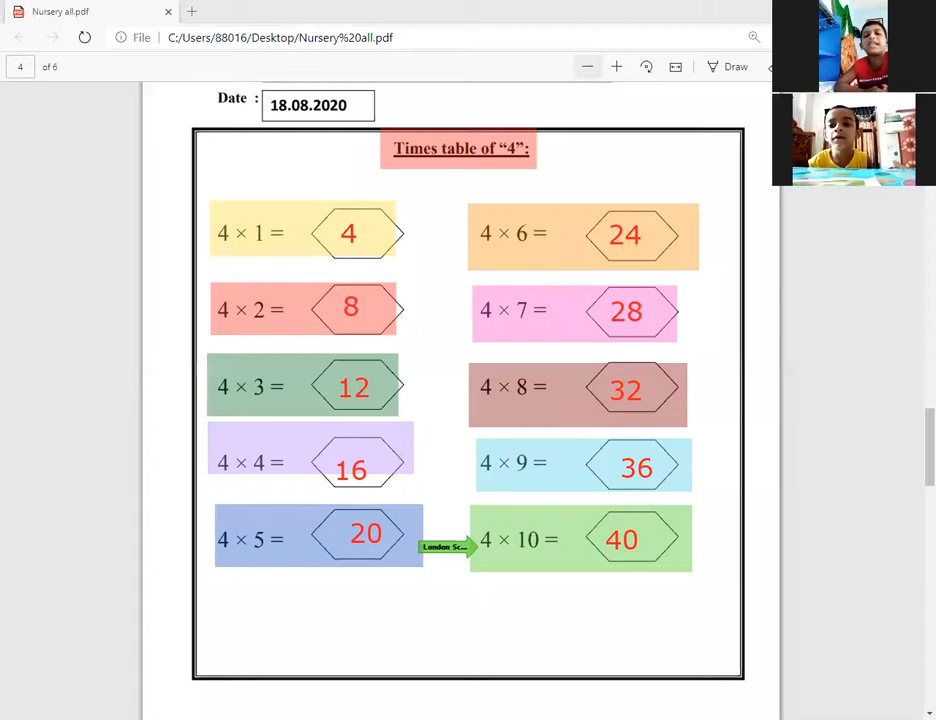 Nursery all.pdf
File C:/Users/88016/Desktop/Nursery%20all.pdf
4 of 6
Draw
Date : 18.08.2020
Times table of “4”:
4 × 1 = 4
4 × 2 = 8
4 × 3 = 12
4 × 4 = 16
4 × 5 = 20
London Sc...
4 × 6 = 24
4 × 7 = 28
4 × 8 = 32
4 × 9 = 36
4 × 10 = 40